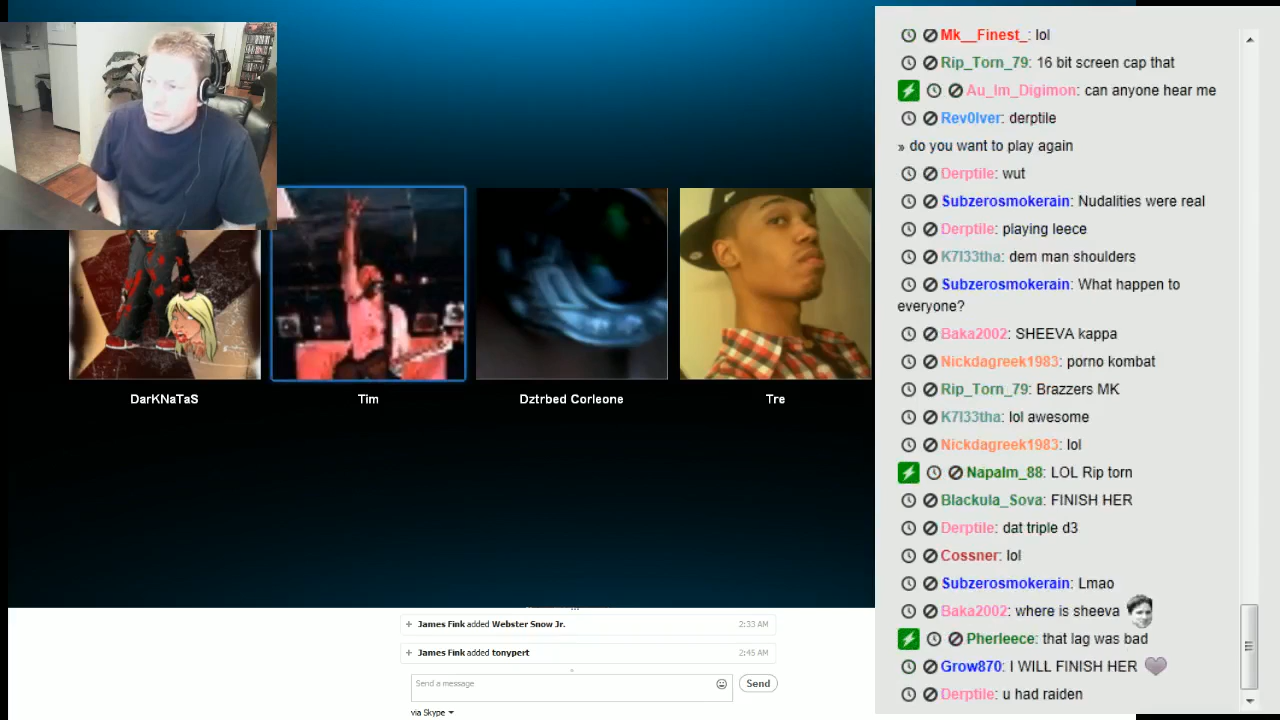 DarKNaTaS
Tim
Dztrbed Corleone
Tre
+ James Fink added Webster Snow Jr. 2:33 AM
+ James Fink added tonypert 2:45 AM
Send a message
Send
via Skype
Mk__Finest_: lol
Rip_Torn_79: 16 bit screen cap that
Au_Im_Digimon: can anyone hear me
Rev0lver: derptile
» do you want to play again
Derptile: wut
Subzerosmokerain: Nudalities were real
Derptile: playing leece
K7l33tha: dem man shoulders
Subzerosmokerain: What happen to
everyone?
Baka2002: SHEEVA kappa
Nickdagreek1983: porno kombat
Rip_Torn_79: Brazzers MK
K7l33tha: lol awesome
Nickdagreek1983: lol
Napalm_88: LOL Rip torn
Blackula_Sova: FINISH HER
Derptile: dat triple d3
Cossner: lol
Subzerosmokerain: Lmao
Baka2002: where is sheeva
Pherleece: that lag was bad
Grow870: I WILL FINISH HER
Derptile: u had raiden